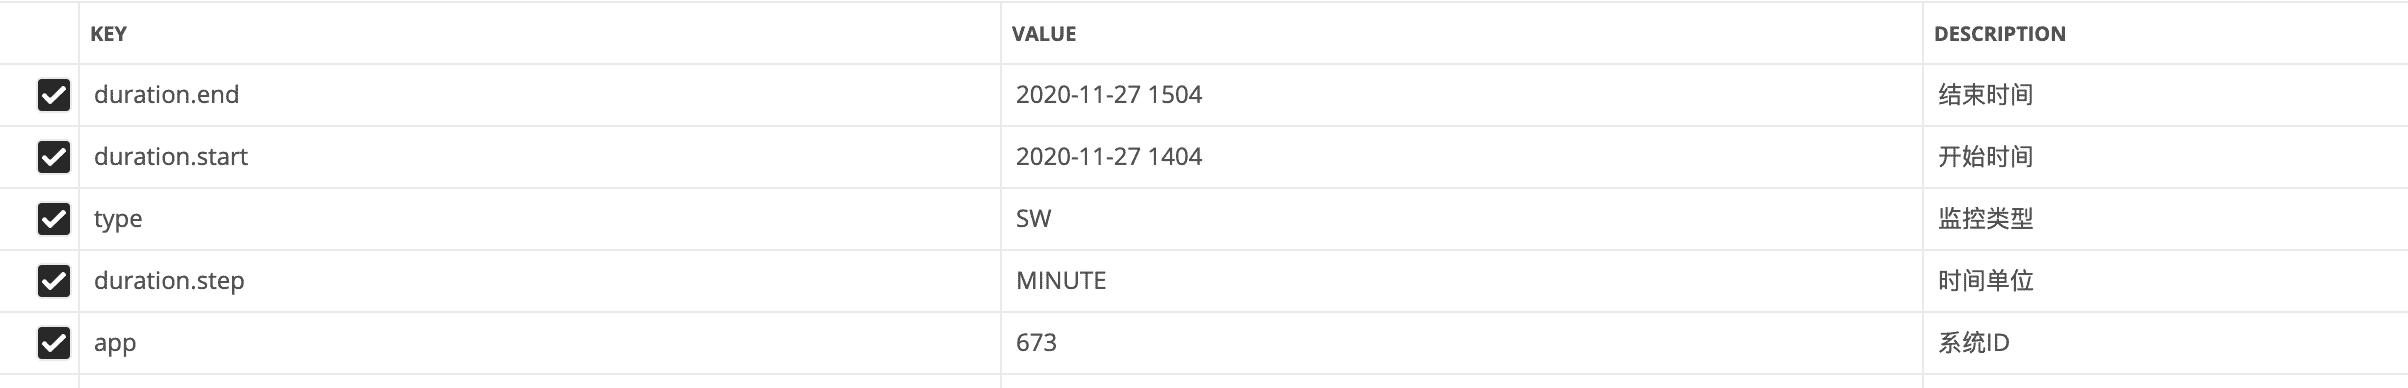 KEY VALUE DESCRIPTION
duration.end 2020-11-27 1504 结束时间
duration.start 2020-11-27 1404 开始时间
type SW 监控类型
duration.step MINUTE 时间单位
app 673 系统ID